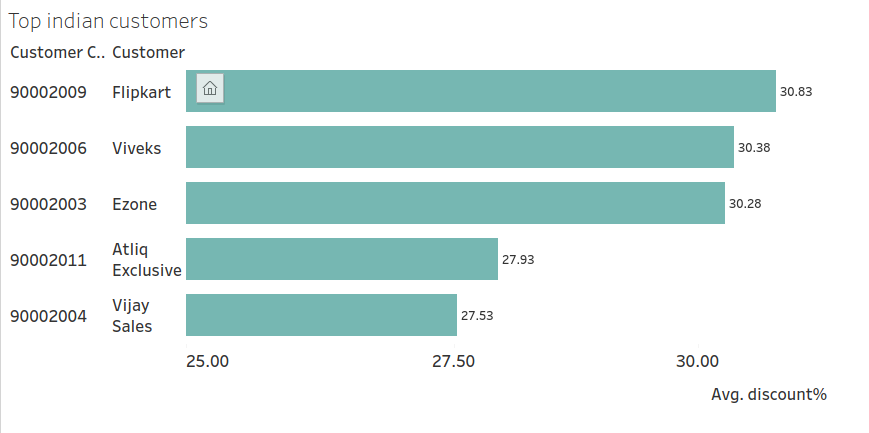 Top indian customers
Customer C.. Customer
90002009 Flipkart 30.83
90002006 Viveks 30.38
90002003 Ezone 30.28
90002011 Atliq Exclusive 27.93
90002004 Vijay Sales 27.53
25.00 27.50 30.00
Avg. discount%